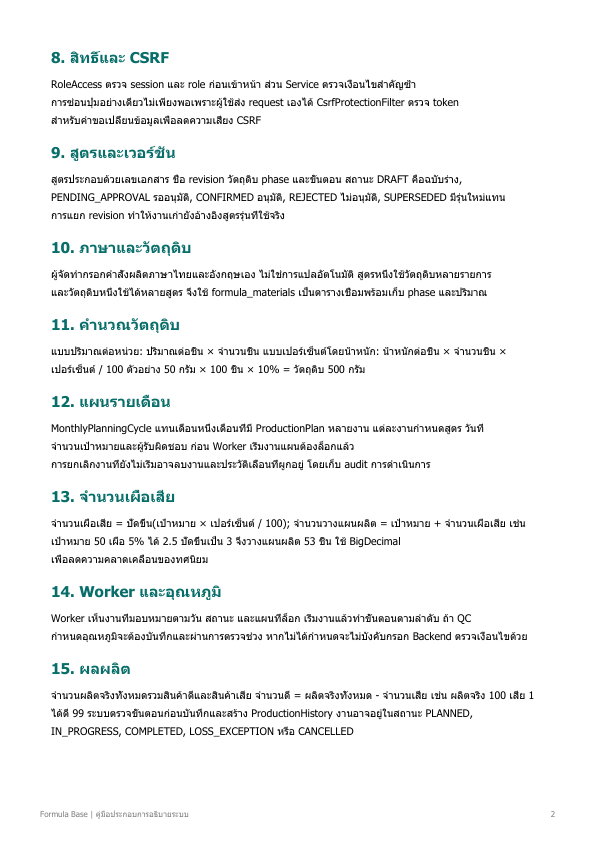 8. สิทธิ์และ CSRF
RoleAccess ตรวจ session และ role ก่อนเข้าหน้า ส่วน Service ตรวจเงื่อนไขสำคัญซ้ำ
การซ่อนปุ่มอย่างเดียวไม่เพียงพอเพราะผู้ใช้ส่ง request เองได้ CsrfProtectionFilter ตรวจ token
สำหรับคำขอเปลี่ยนข้อมูลเพื่อลดความเสี่ยง CSRF
9. สูตรและเวอร์ชัน
สูตรประกอบด้วยเลขเอกสาร ชื่อ revision วัตถุดิบ phase และขั้นตอน สถานะ DRAFT คือฉบับร่าง,
PENDING_APPROVAL รออนุมัติ, CONFIRMED อนุมัติ, REJECTED ไม่อนุมัติ, SUPERSEDED มีรุ่นใหม่แทน
การแยก revision ทำให้งานเก่ายังอ้างอิงสูตรรุ่นที่ใช้จริง
10. ภาษาและวัตถุดิบ
ผู้จัดทำกรอกคำสั่งผลิตภาษาไทยและอังกฤษเอง ไม่ใช่การแปลอัตโนมัติ สูตรหนึ่งใช้วัตถุดิบหลายรายการ
และวัตถุดิบหนึ่งใช้ได้หลายสูตร จึงใช้ formula_materials เป็นตารางเชื่อมพร้อมเก็บ phase และปริมาณ
11. คำนวณวัตถุดิบ
แบบปริมาณต่อหน่วย: ปริมาณต่อชิ้น × จำนวนชิ้น แบบเปอร์เซ็นต์โดยน้ำหนัก: น้ำหนักต่อชิ้น × จำนวนชิ้น ×
เปอร์เซ็นต์ / 100 ตัวอย่าง 50 กรัม × 100 ชิ้น × 10% = วัตถุดิบ 500 กรัม
12. แผนรายเดือน
MonthlyPlanningCycle แทนเดือนหนึ่งเดือนที่มี ProductionPlan หลายงาน แต่ละงานกำหนดสูตร วันที่
จำนวนเป้าหมายและผู้รับผิดชอบ ก่อน Worker เริ่มงานแผนต้องล็อกแล้ว
การยกเลิกงานที่ยังไม่เริ่มอาจลบงานและประวัติเลื่อนที่ผูกอยู่ โดยเก็บ audit การดำเนินการ
13. จำนวนเผื่อเสีย
จำนวนเผื่อเสีย = ปัดขึ้น(เป้าหมาย × เปอร์เซ็นต์ / 100); จำนวนวางแผนผลิต = เป้าหมาย + จำนวนเผื่อเสีย เช่น
เป้าหมาย 50 เผื่อ 5% ได้ 2.5 ปัดขึ้นเป็น 3 จึงวางแผนผลิต 53 ชิ้น ใช้ BigDecimal
เพื่อลดความคลาดเคลื่อนของทศนิยม
14. Worker และอุณหภูมิ
Worker เห็นงานที่มอบหมายตามวัน สถานะ และแผนที่ล็อก เริ่มงานแล้วทำขั้นตอนตามลำดับ ถ้า QC
กำหนดอุณหภูมิจะต้องบันทึกและผ่านการตรวจช่วง หากไม่ได้กำหนดจะไม่บังคับกรอก Backend ตรวจเงื่อนไขด้วย
15. ผลผลิต
จำนวนผลิตจริงทั้งหมดรวมสินค้าดีและสินค้าเสีย จำนวนดี = ผลิตจริงทั้งหมด - จำนวนเสีย เช่น ผลิตจริง 100 เสีย 1
ได้ดี 99 ระบบตรวจขั้นตอนก่อนบันทึกและสร้าง ProductionHistory งานอาจอยู่ในสถานะ PLANNED,
IN_PROGRESS, COMPLETED, LOSS_EXCEPTION หรือ CANCELLED
Formula Base | คู่มือประกอบการอธิบายระบบ
2